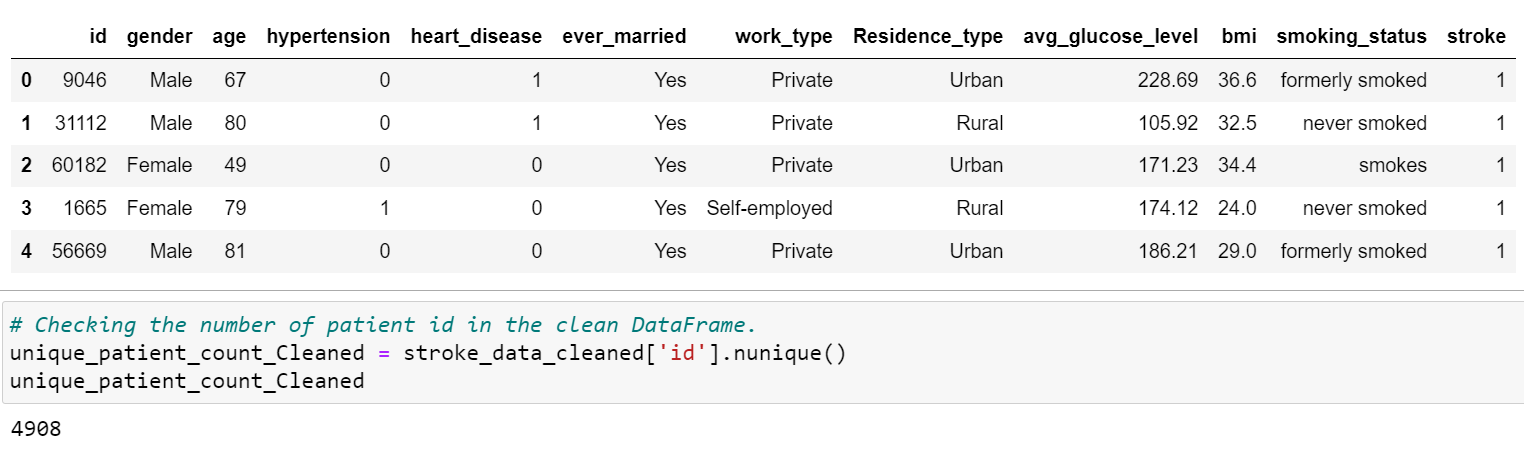 id gender age hypertension heart_disease ever_married work_type Residence_type avg_glucose_level bmi smoking_status stroke
0 9046 Male 67 0 1 Yes Private Urban 228.69 36.6 formerly smoked 1
1 31112 Male 80 0 1 Yes Private Rural 105.92 32.5 never smoked 1
2 60182 Female 49 0 0 Yes Private Urban 171.23 34.4 smokes 1
3 1665 Female 79 1 0 Yes Self-employed Rural 174.12 24.0 never smoked 1
4 56669 Male 81 0 0 Yes Private Urban 186.21 29.0 formerly smoked 1
# Checking the number of patient id in the clean DataFrame.
unique_patient_count_Cleaned = stroke_data_cleaned['id'].nunique()
unique_patient_count_Cleaned
4908